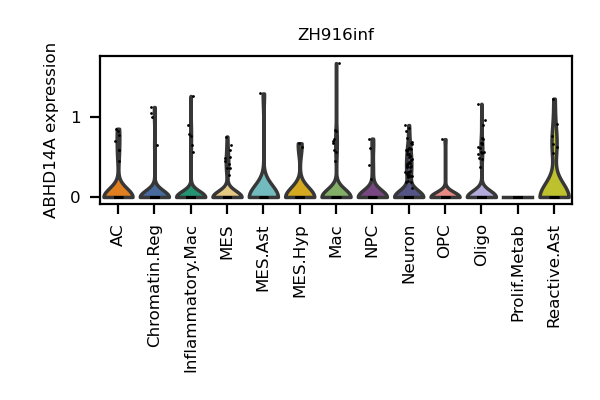 ZH916inf
ABHD14A expression
1
0
AC
Chromatin.Reg
Inflammatory.Mac
MES
MES.Ast
MES.Hyp
Mac
NPC
Neuron
OPC
Oligo
Prolif.Metab
Reactive.Ast